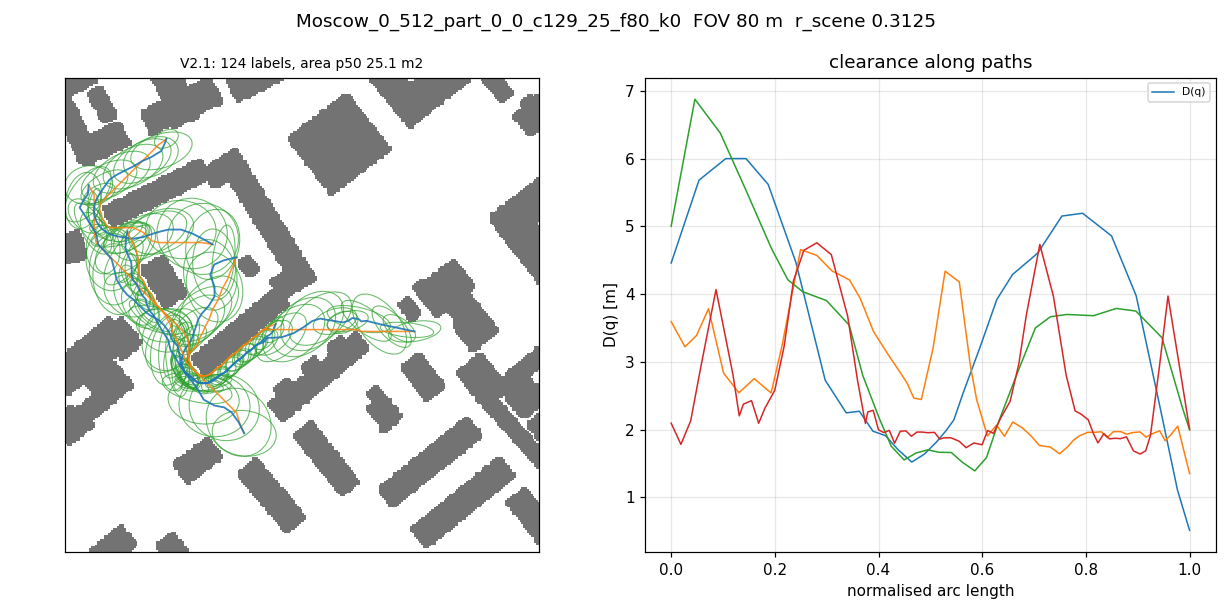 Moscow_0_512_part_0_0_c129_25_f80_k0  FOV 80 m  r_scene 0.3125
V2.1: 124 labels, area p50 25.1 m2
clearance along paths
D(q)
D(q) [m]
7
6
5
4
3
2
1
0.0 0.2 0.4 0.6 0.8 1.0
normalised arc length